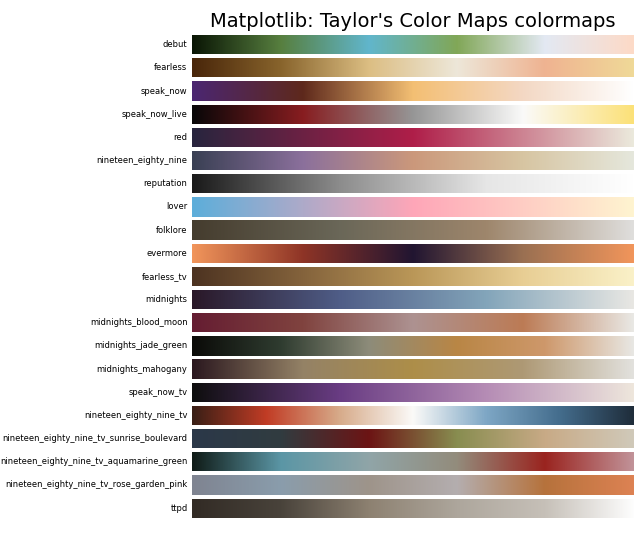 Matplotlib: Taylor's Color Maps colormaps
debut
fearless
speak_now
speak_now_live
red
nineteen_eighty_nine
reputation
lover
folklore
evermore
fearless_tv
midnights
midnights_blood_moon
midnights_jade_green
midnights_mahogany
speak_now_tv
nineteen_eighty_nine_tv
nineteen_eighty_nine_tv_sunrise_boulevard
nineteen_eighty_nine_tv_aquamarine_green
nineteen_eighty_nine_tv_rose_garden_pink
ttpd